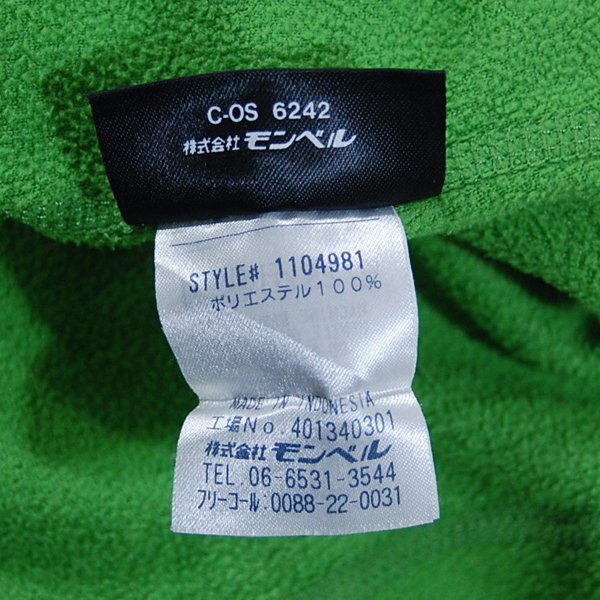 C-OS 6242
株式会社 モンベル
STYLE# 1104981
ポリエステル100%
MADE IN INDONESIA
工場No.401340301
株式会社 モンベル
TEL.06-6531-3544
フリーコール:0088-22-0031